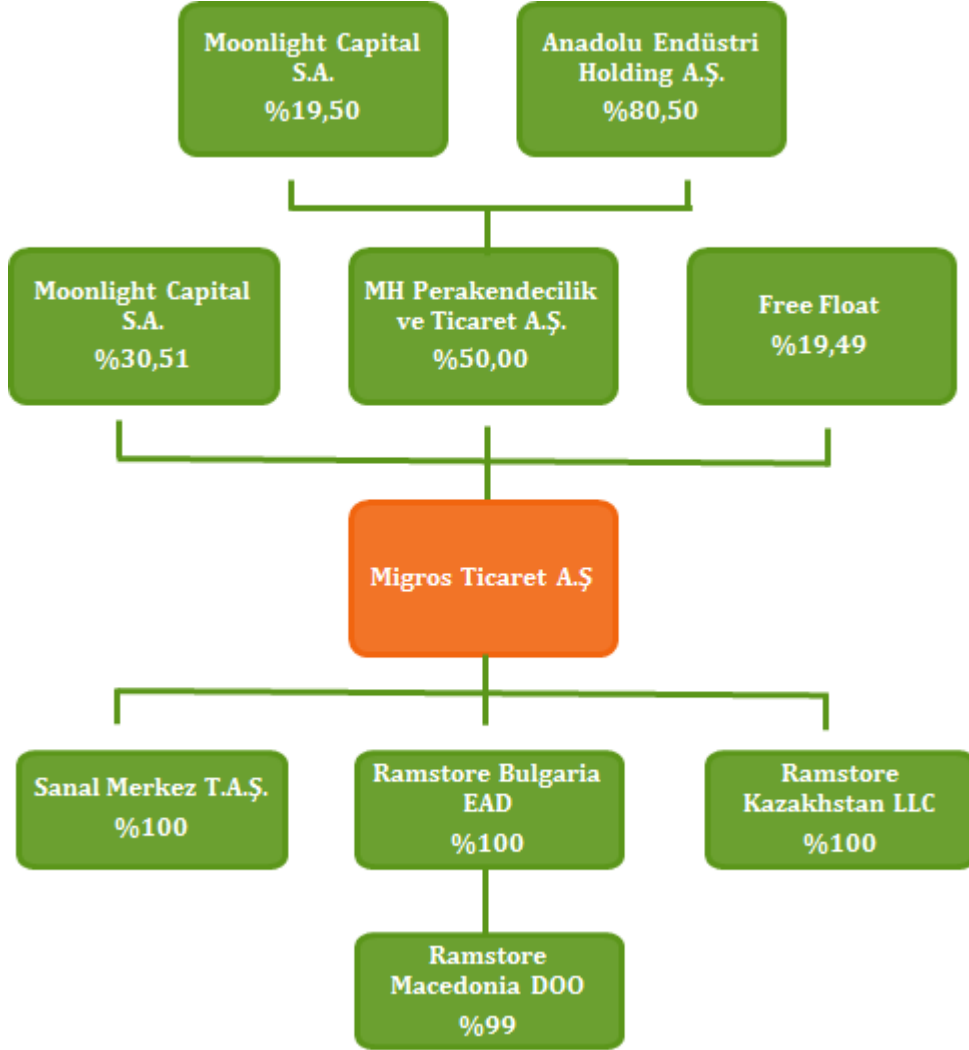 Moonlight Capital
S.A.
%19,50
Anadolu Endüstri
Holding A.Ş.
%80,50
Moonlight Capital
S.A.
%30,51
MH Perakendecilik
ve Ticaret A.Ş.
%50,00
Free Float
%19,49
Migros Ticaret A.Ş
Sanal Merkez T.A.Ş.
%100
Ramstore Bulgaria
EAD
%100
Ramstore
Kazakhstan LLC
%100
Ramstore
Macedonia DOO
%99